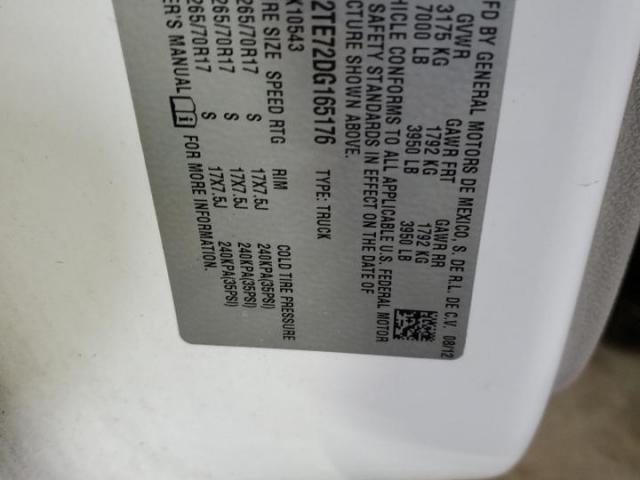 MFD BY GENERAL MOTORS DE MEXICO, S. DE R.L. DE C.V. 08/12
GVWR GAWR FRT GAWR RR
3175 KG 1792 KG 1792 KG
7000 LB 3950 LB 3950 LB
VEHICLE CONFORMS TO ALL APPLICABLE U.S. FEDERAL MOTOR
SAFETY STANDARDS IN EFFECT ON THE DATE OF
CTURE SHOWN ABOVE.
2TE72DG165176 TYPE: TRUCK
K10543
RE SIZE SPEED RTG RIM COLD TIRE PRESSURE
265/70R17 S 17X7.5J 240KPA(35PSI)
265/70R17 S 17X7.5J 240KPA(35PSI)
265/70R17 S 17X7.5J 240KPA(35PSI)
ER'S MANUAL i FOR MORE INFORMATION.